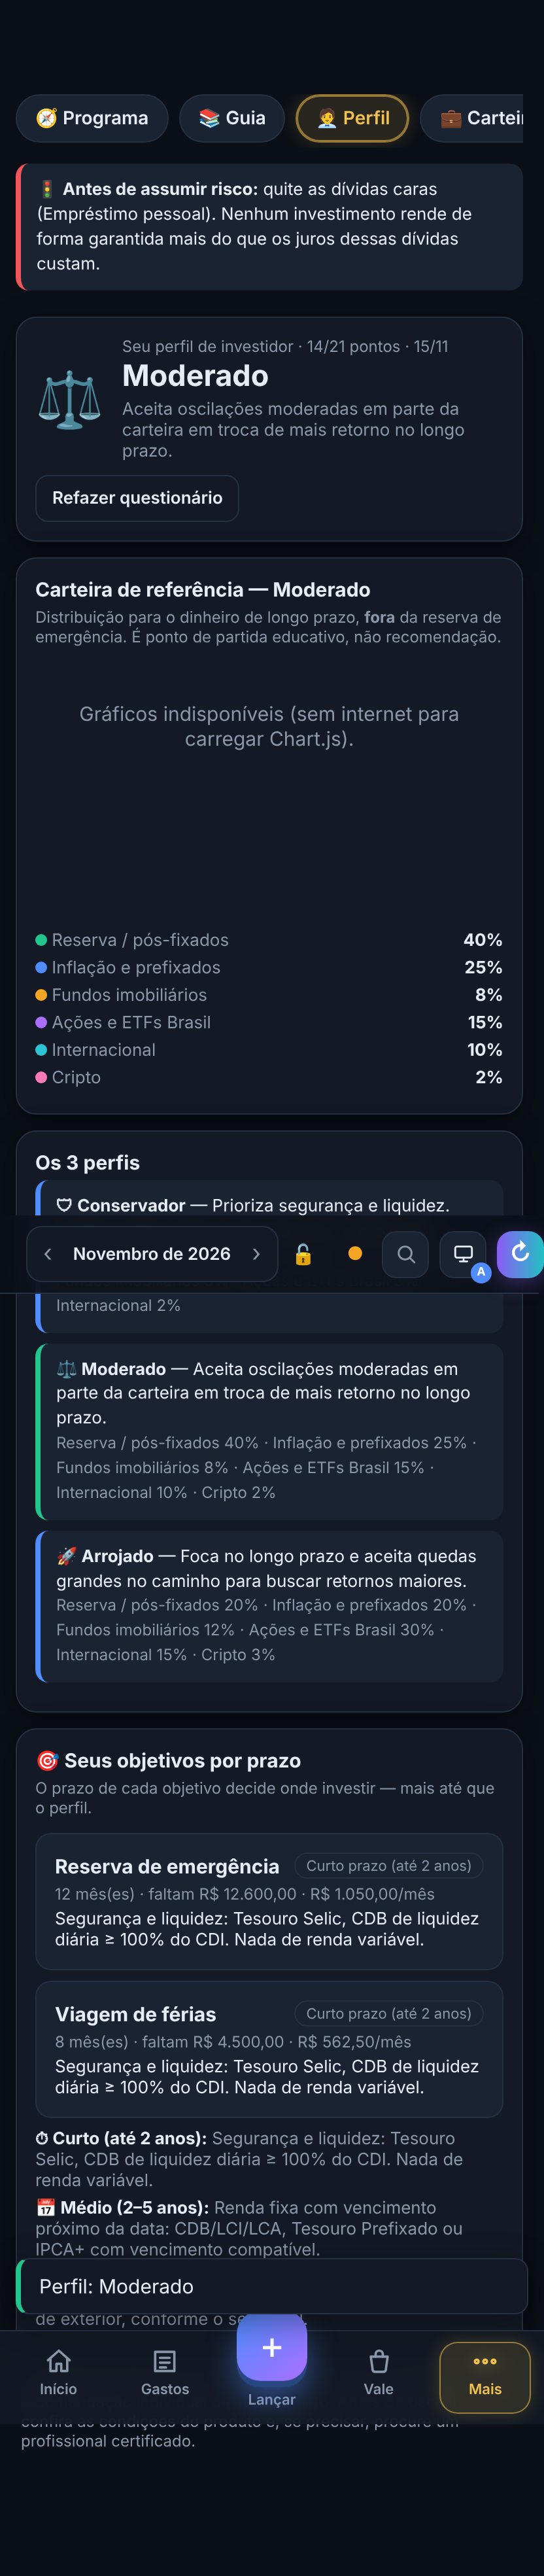 🧭 Programa
📚 Guia
🧑‍💼 Perfil
💼 Cartei
🚦 Antes de assumir risco: quite as dívidas caras
(Empréstimo pessoal). Nenhum investimento rende de
forma garantida mais do que os juros dessas dívidas
custam.
Seu perfil de investidor · 14/21 pontos · 15/11
Moderado
Aceita oscilações moderadas em parte da
carteira em troca de mais retorno no longo
prazo.
Refazer questionário
Carteira de referência — Moderado
Distribuição para o dinheiro de longo prazo, fora da reserva de
emergência. É ponto de partida educativo, não recomendação.
Gráficos indisponíveis (sem internet para
carregar Chart.js).
Reserva / pós-fixados 40%
Inflação e prefixados 25%
Fundos imobiliários 8%
Ações e ETFs Brasil 15%
Internacional 10%
Cripto 2%
Os 3 perfis
🛡 Conservador — Prioriza segurança e liquidez.
‹ Novembro de 2026 ›
A
Internacional 2%
⚖️ Moderado — Aceita oscilações moderadas em
parte da carteira em troca de mais retorno no longo
prazo.
Reserva / pós-fixados 40% · Inflação e prefixados 25% ·
Fundos imobiliários 8% · Ações e ETFs Brasil 15% ·
Internacional 10% · Cripto 2%
🚀 Arrojado — Foca no longo prazo e aceita quedas
grandes no caminho para buscar retornos maiores.
Reserva / pós-fixados 20% · Inflação e prefixados 20% ·
Fundos imobiliários 12% · Ações e ETFs Brasil 30% ·
Internacional 15% · Cripto 3%
🎯 Seus objetivos por prazo
O prazo de cada objetivo decide onde investir — mais até que
o perfil.
Reserva de emergência
Curto prazo (até 2 anos)
12 mês(es) · faltam R$ 12.600,00 · R$ 1.050,00/mês
Segurança e liquidez: Tesouro Selic, CDB de liquidez
diária ≥ 100% do CDI. Nada de renda variável.
Viagem de férias
Curto prazo (até 2 anos)
8 mês(es) · faltam R$ 4.500,00 · R$ 562,50/mês
Segurança e liquidez: Tesouro Selic, CDB de liquidez
diária ≥ 100% do CDI. Nada de renda variável.
⏱ Curto (até 2 anos): Segurança e liquidez: Tesouro
Selic, CDB de liquidez diária ≥ 100% do CDI. Nada de
renda variável.
📅 Médio (2–5 anos): Renda fixa com vencimento
próximo da data: CDB/LCI/LCA, Tesouro Prefixado ou
IPCA+ com vencimento compatível.
Perfil: Moderado
de exterior, conforme o
Início
Gastos
+
Lançar
Vale
Mais
profissional certificado.